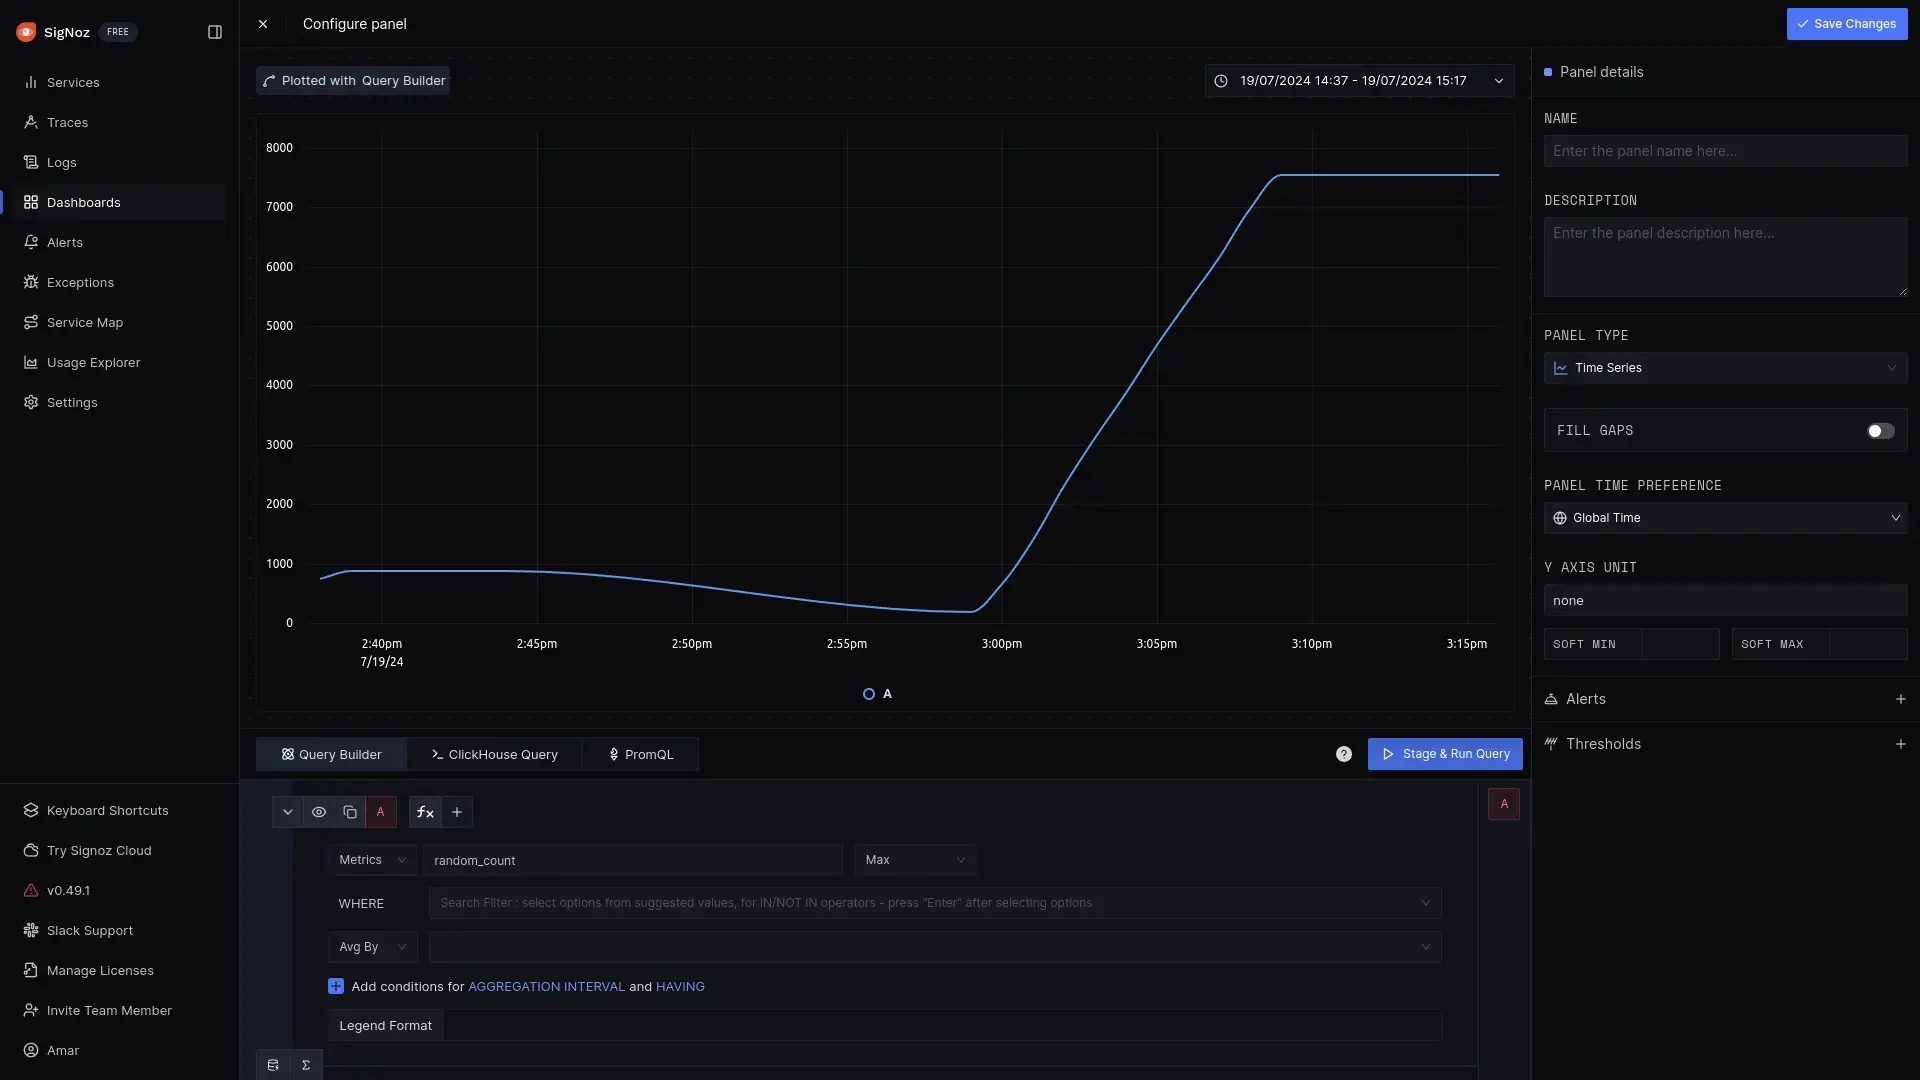 SigNoz FREE
Services
Traces
Logs
Dashboards
Alerts
Exceptions
Service Map
Usage Explorer
Settings
Keyboard Shortcuts
Try Signoz Cloud
v0.49.1
Slack Support
Manage Licenses
Invite Team Member
Amar
Configure panel
Save Changes
Plotted with Query Builder
19/07/2024 14:37 - 19/07/2024 15:17
8000
7000
6000
5000
4000
3000
2000
1000
0
2:40pm 2:45pm 2:50pm 2:55pm 3:00pm 3:05pm 3:10pm 3:15pm
7/19/24
A
Query Builder ClickHouse Query PromQL
? Stage & Run Query
A fx +
A
Metrics random_count Max
WHERE Search Filter : select options from suggested values, for IN/NOT IN operators - press "Enter" after selecting options
Avg By
Add conditions for AGGREGATION INTERVAL and HAVING
Legend Format
Σ
Panel details
NAME
Enter the panel name here...
DESCRIPTION
Enter the panel description here...
PANEL TYPE
Time Series
FILL GAPS
PANEL TIME PREFERENCE
Global Time
Y AXIS UNIT
none
SOFT MIN SOFT MAX
Alerts +
Thresholds +